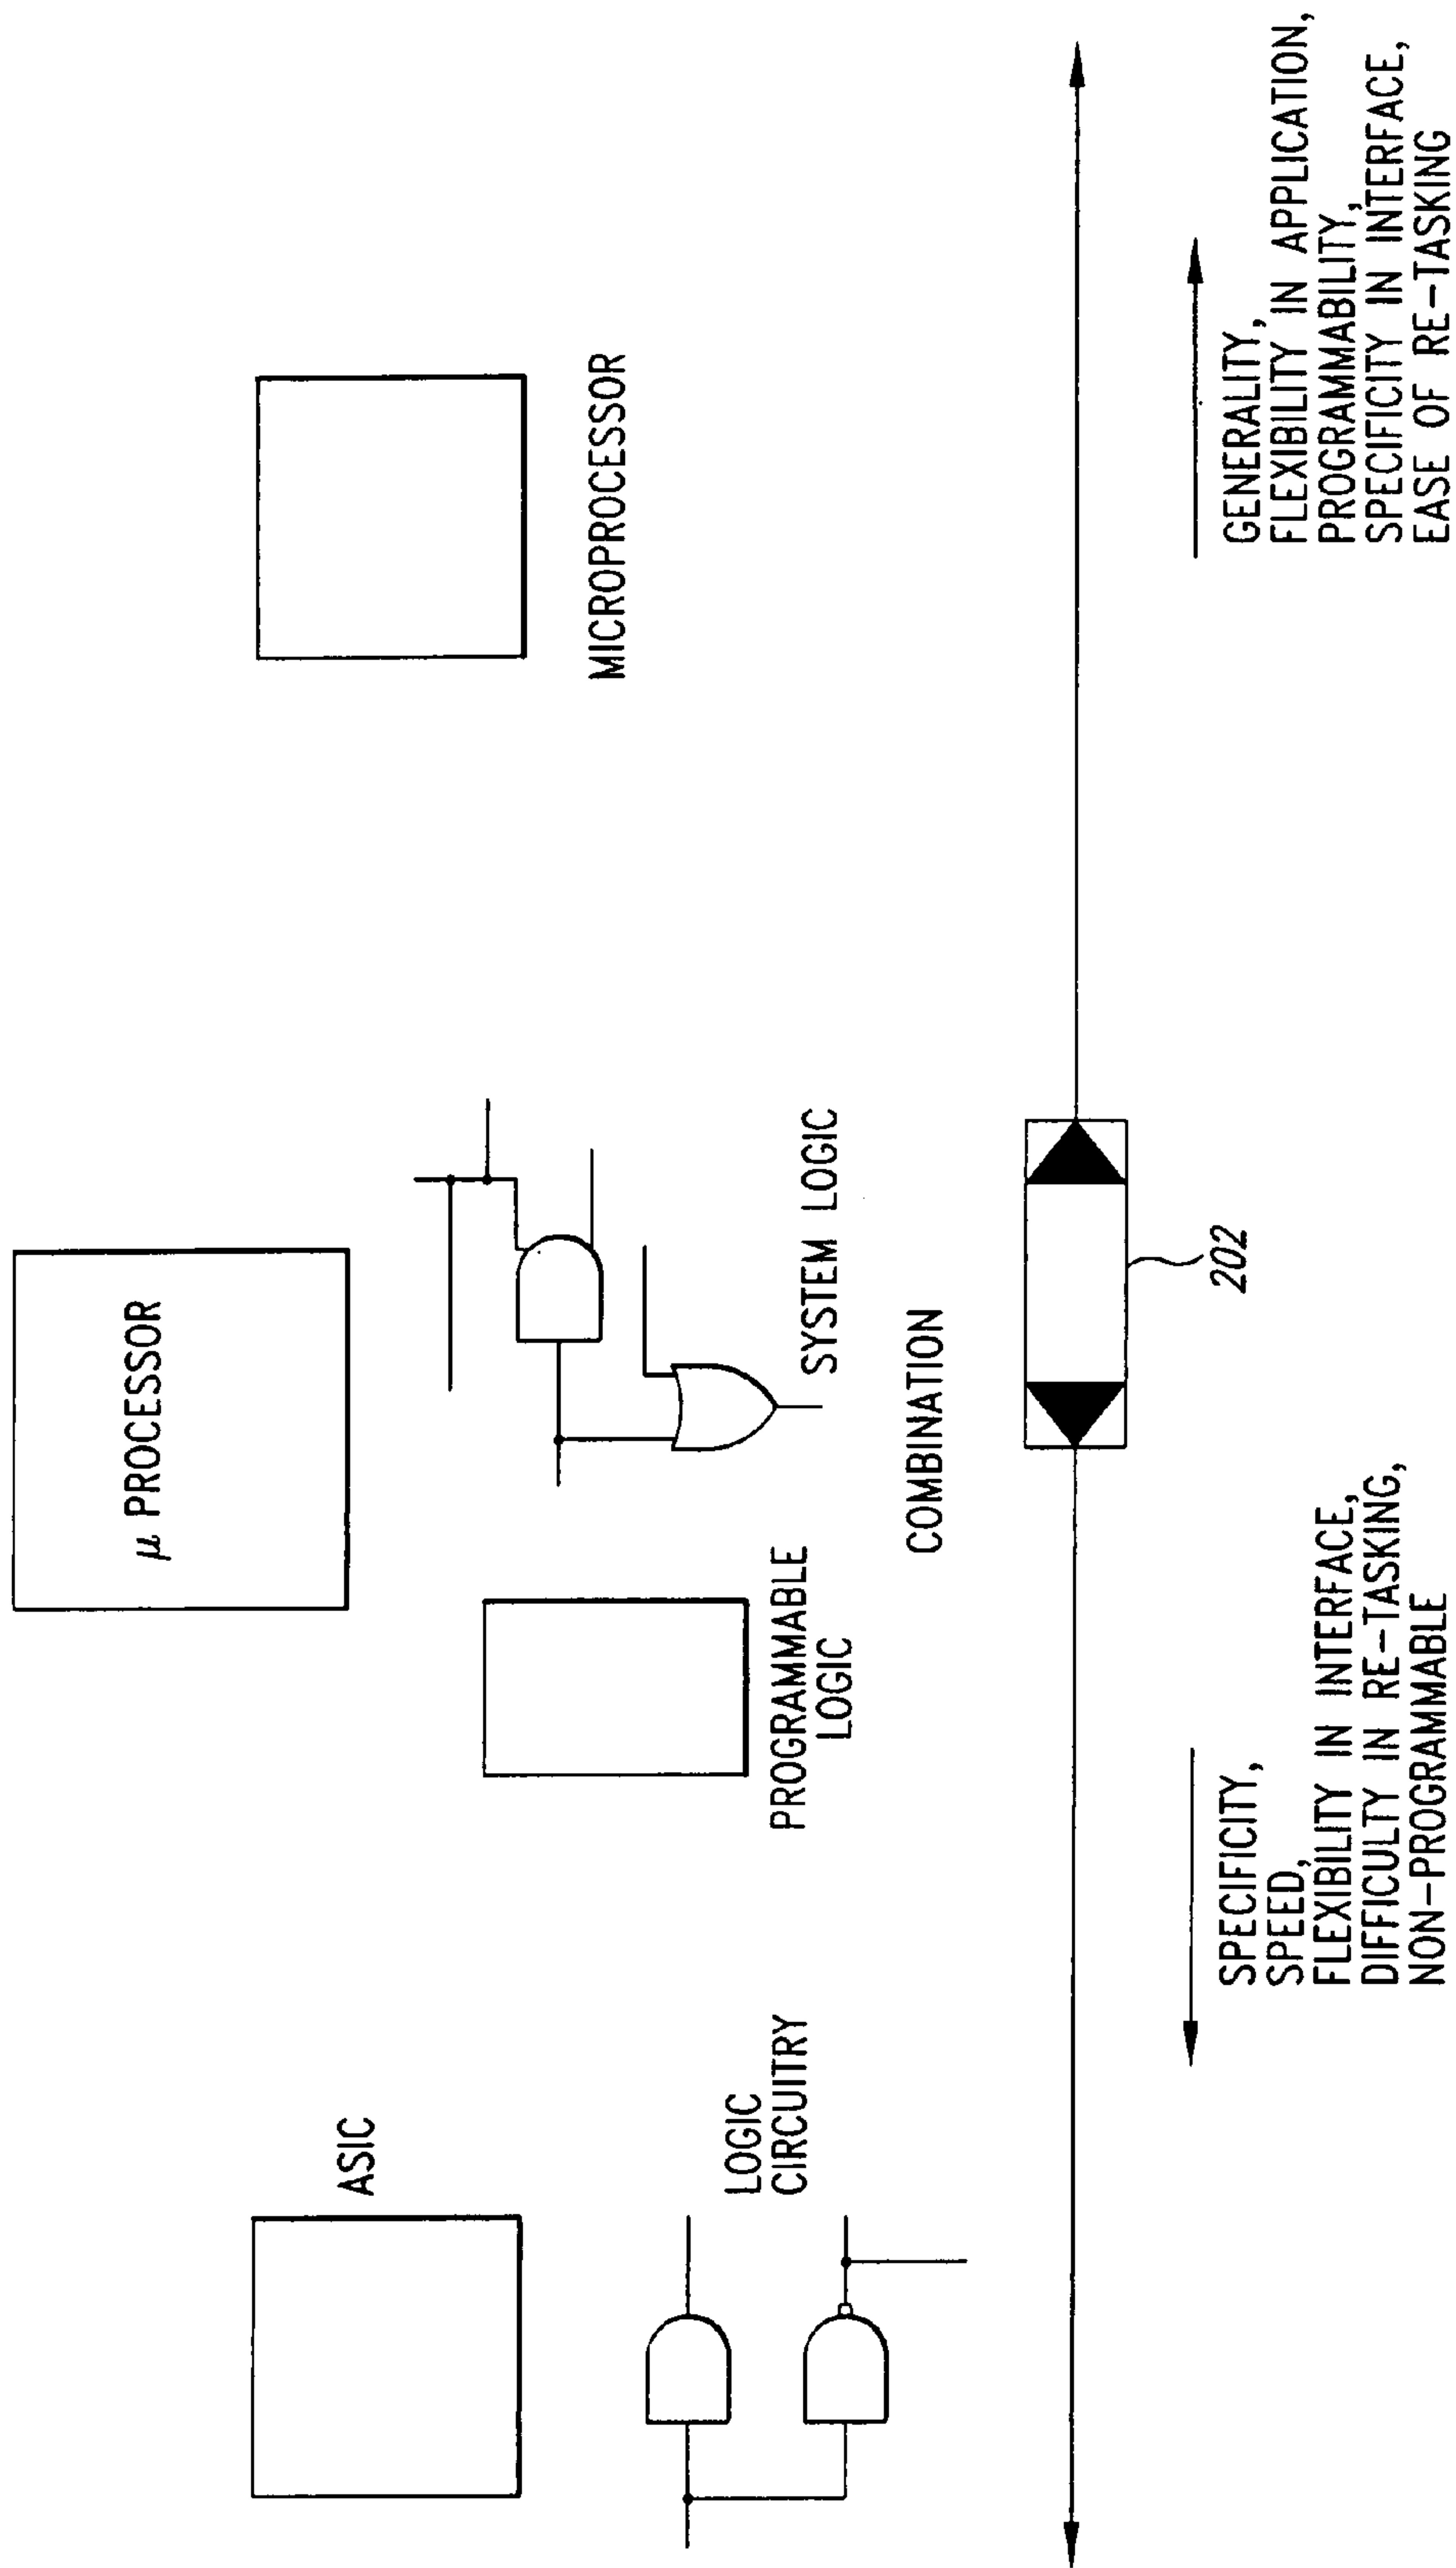 μ PROCESSOR
ASIC
MICROPROCESSOR
LOGIC
CIRCUITRY
PROGRAMMABLE
LOGIC
SYSTEM LOGIC
COMBINATION
202
SPECIFICITY,
SPEED,
FLEXIBILITY IN INTERFACE,
DIFFICULTY IN RE-TASKING,
NON-PROGRAMMABLE
GENERALITY,
FLEXIBILITY IN APPLICATION,
PROGRAMMABILITY,
SPECIFICITY IN INTERFACE,
EASE OF RE-TASKING